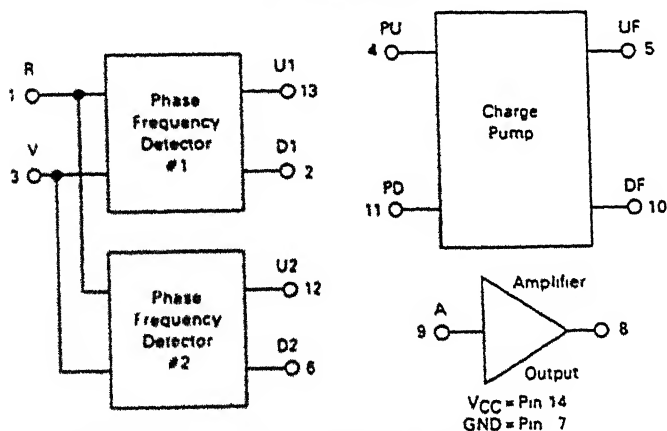 R
1
V
3
Phase
Frequency
Detector
#1
U1
13
D1
2
Phase
Frequency
Detector
#2
U2
12
D2
6
PU
4
PD
11
Charge
Pump
UF
5
DF
10
Amplifier
A
9
8
Output
VCC = Pin 14
GND = Pin 7